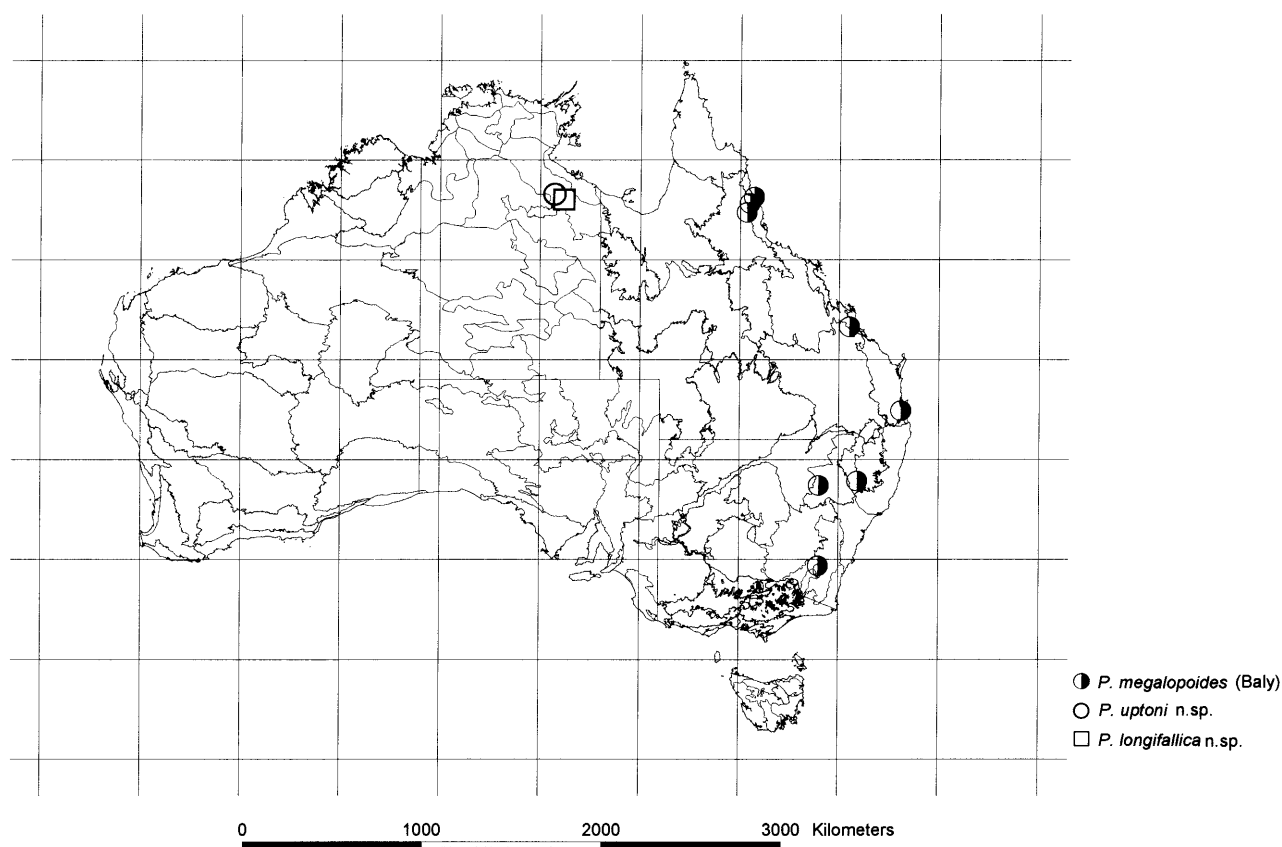 P. megalopoides (Baly)
P. uptoni n.sp.
P. longifallica n.sp.
0 1000 2000 3000 Kilometers